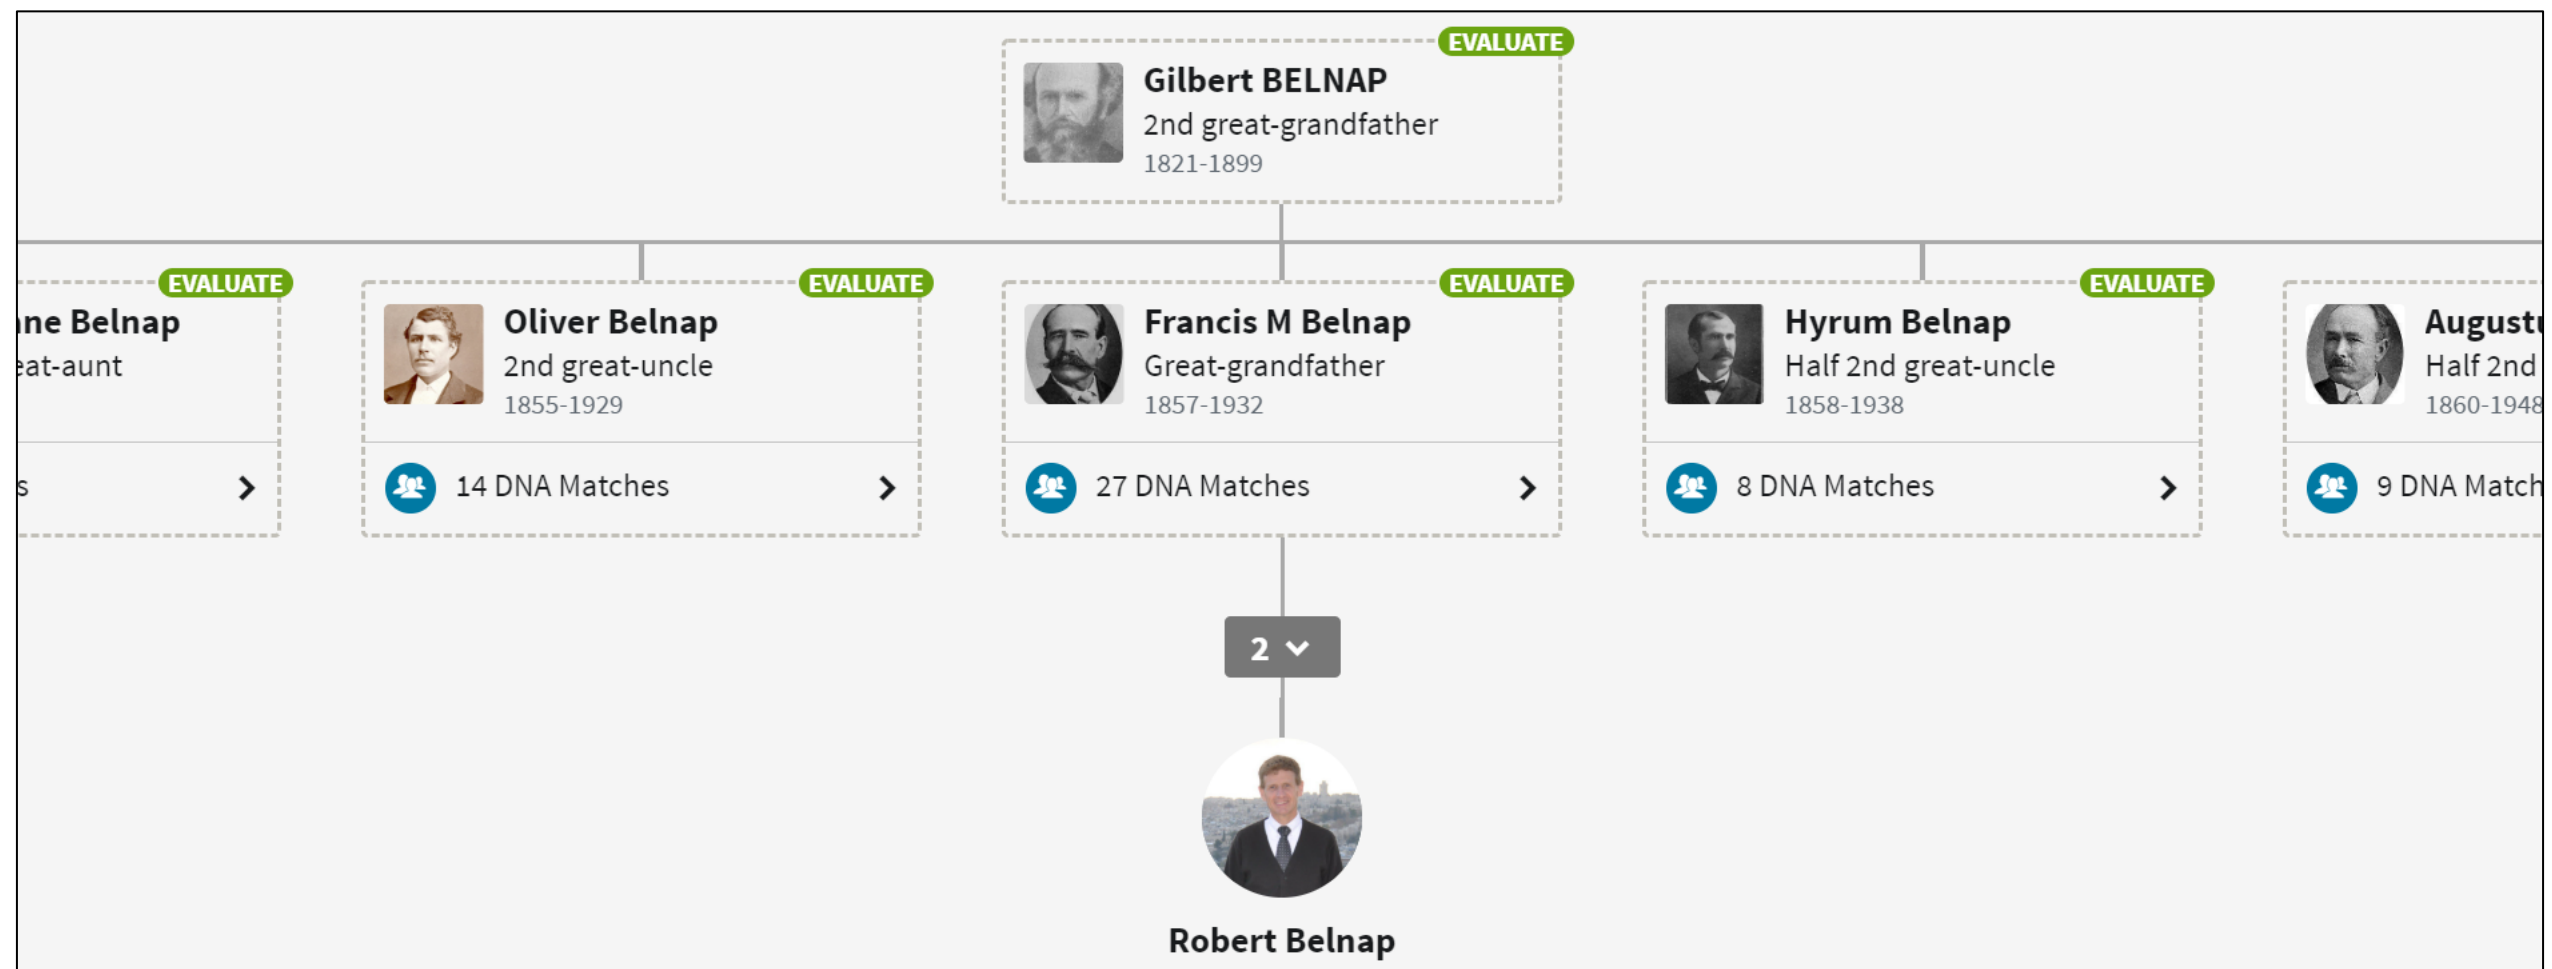 EVALUATE
Gilbert BELNAP
2nd great-grandfather
1821-1899
EVALUATE
ne Belnap
eat-aunt
s
EVALUATE
Oliver Belnap
2nd great-uncle
1855-1929
14 DNA Matches
EVALUATE
Francis M Belnap
Great-grandfather
1857-1932
27 DNA Matches
EVALUATE
Hyrum Belnap
Half 2nd great-uncle
1858-1938
8 DNA Matches
August
Half 2nd
1860-1948
9 DNA Match
2
Robert Belnap